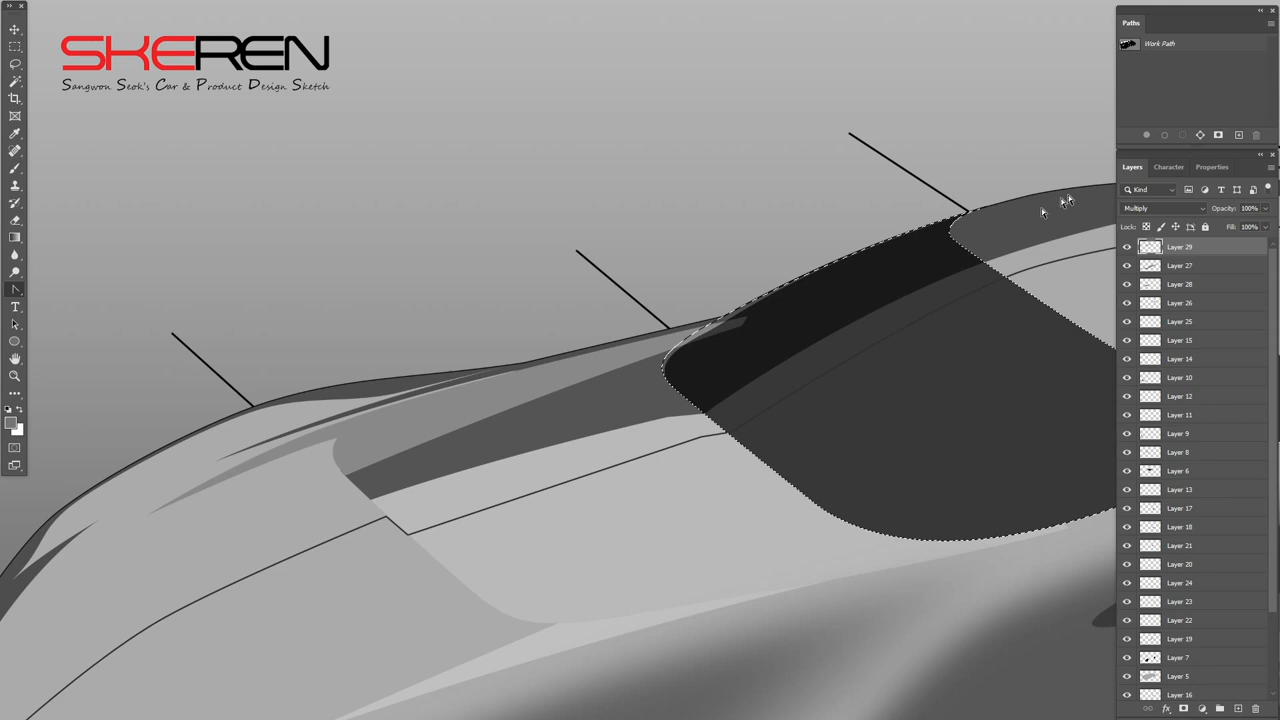 SKEREN
Sangwon Seok's Car & Product Design Sketch
Paths
Work Path
Layers Character Properties
Kind
Multiply Opacity: 100%
Lock: Fill: 100%
Layer 29
Layer 27
Layer 28
Layer 26
Layer 25
Layer 15
Layer 14
Layer 10
Layer 12
Layer 11
Layer 9
Layer 8
Layer 6
Layer 13
Layer 17
Layer 18
Layer 21
Layer 20
Layer 24
Layer 23
Layer 22
Layer 19
Layer 7
Layer 5
Layer 16
fx